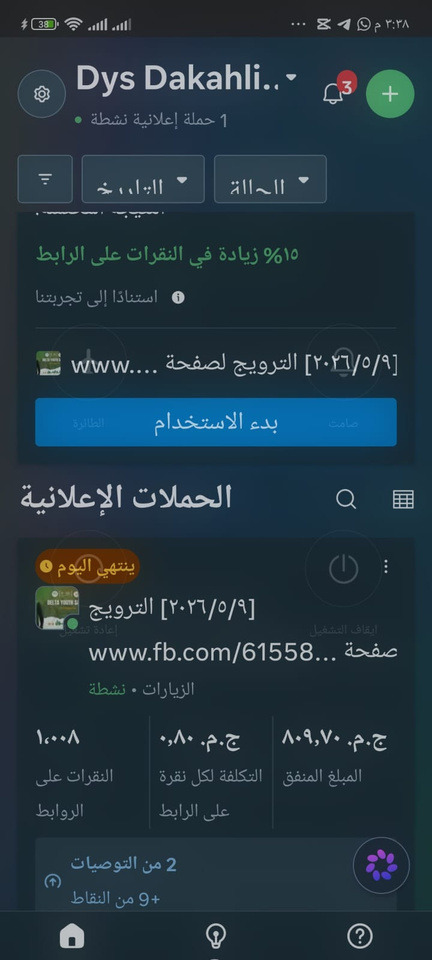 ٣:٣٨ م
38
Dys Dakahli..
3
1 حملة إعلانية نشطة
الحالة
التاريخ
١٥% زيادة في النقرات على الرابط
استنادًا إلى تجربتنا
[٢٠٢٦/٥/٩] الترويج لصفحة www....
بدء الاستخدام
صامت
الطائرة
الحملات الإعلانية
ينتهي اليوم
[٢٠٢٦/٥/٩] الترويج
صفحة www.fb.com/61558...
ايقاف التشغيل
إعادة تشغيل
الزيارات • نشطة
ج.م. ٨٠٩,٧٠
المبلغ المنفق
ج.م. ٠,٨٠
التكلفة لكل نقرة
على الرابط
١،٠٠٨
النقرات على
الروابط
2 من التوصيات
+9 من النقاط